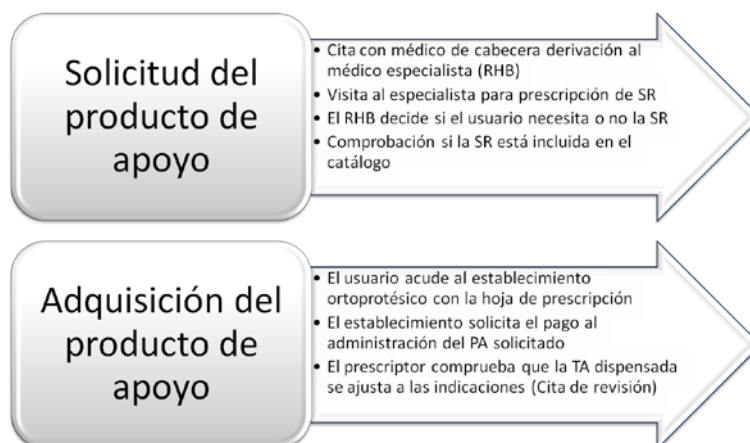 Solicitud del
producto de
apoyo
• Cita con médico de cabecera derivación al
médico especialista (RHB)
• Visita al especialista para prescripción de SR
• El RHB decide si el usuario necesita o no la SR
• Comprobación si la SR está incluida en el
catálogo
Adquisición del
producto de
apoyo
• El usuario acude al establecimiento
ortoprotésico con la hoja de prescripción
• El establecimiento solicita el pago al
administración del PA solicitado
• El prescriptor comprueba que la TA dispensada
se ajusta a las indicaciones (Cita de revisión)